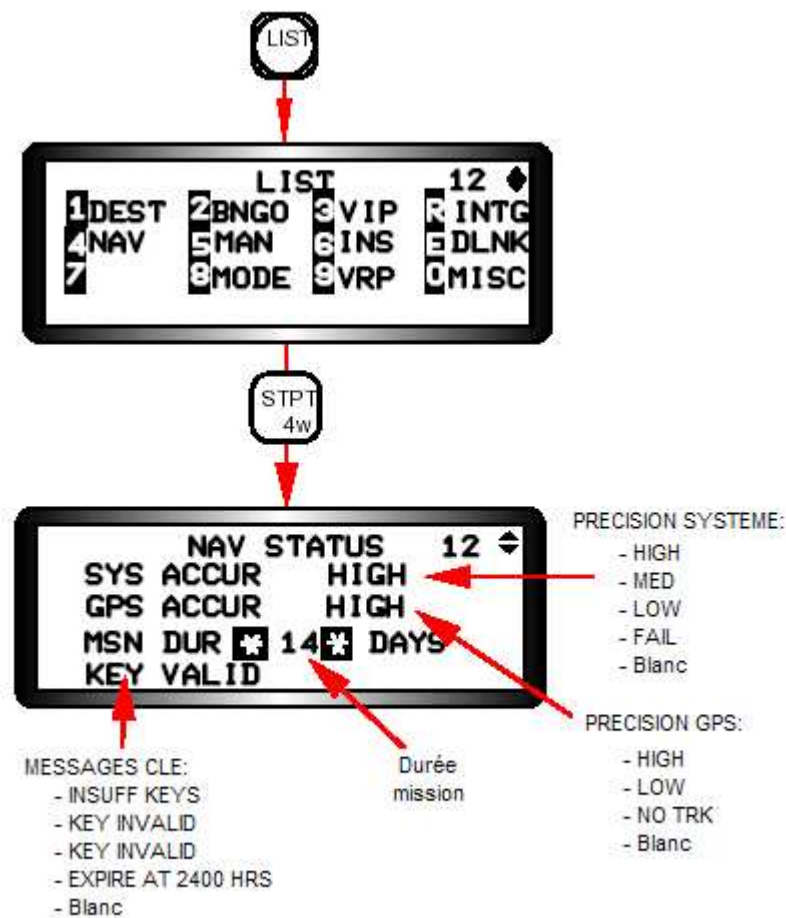 LIST
LIST 12
1DEST 2BNGO 3VIP R INTG
4NAV 5MAN 6INS E DLNK
7 8MODE 9VRP 0MISC
STPT
4w
NAV STATUS 12
SYS ACCUR HIGH
GPS ACCUR HIGH
MSN DUR * 14* DAYS
KEY VALID
PRECISION SYSTEME:
- HIGH
- MED
- LOW
- FAIL
- Blanc
PRECISION GPS:
- HIGH
- LOW
- NO TRK
- Blanc
Durée
mission
MESSAGES CLE:
- INSUFF KEYS
- KEY INVALID
- KEY INVALID
- EXPIRE AT 2400 HRS
- Blanc